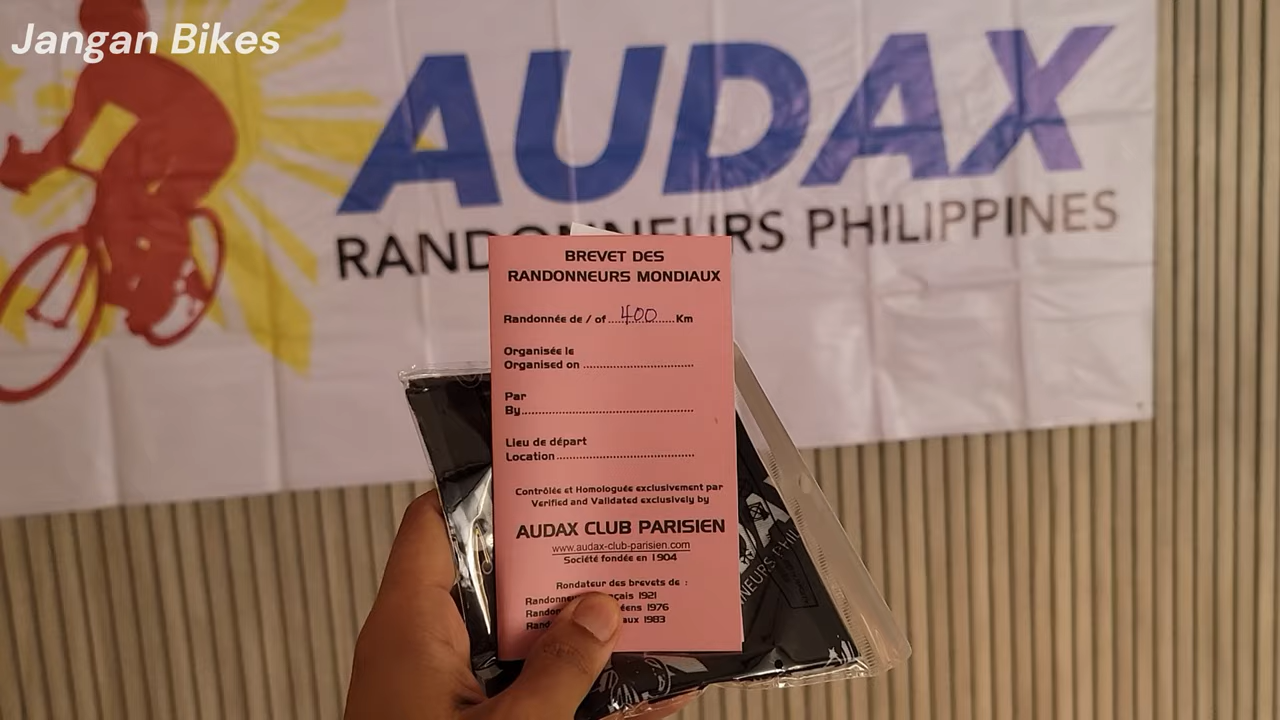 Jangan Bikes
AUDAX
RANDONNEURS PHILIPPINES
BREVET DES
RANDONNEURS MONDIAUX
Randonnée de / of ..400....Km
Organisée le
Organised on ................................
Par
By..................................................
Lieu de départ
Location........................................
Contrôlée et Homologuée exclusivement par
Verified and Validated exclusively by
AUDAX CLUB PARISIEN
www.audax-club-parisien.com
Société fondée en 1904
Rondateur des brevets de :
1921
1976
1983